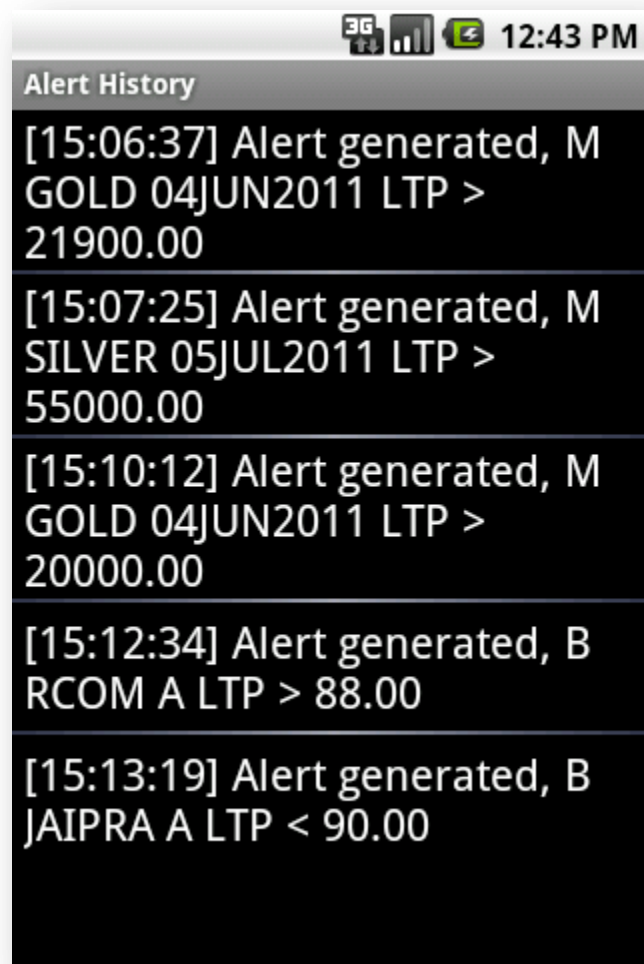 3G 12:43 PM
Alert History
[15:06:37] Alert generated, M
GOLD 04JUN2011 LTP >
21900.00
[15:07:25] Alert generated, M
SILVER 05JUL2011 LTP >
55000.00
[15:10:12] Alert generated, M
GOLD 04JUN2011 LTP >
20000.00
[15:12:34] Alert generated, B
RCOM A LTP > 88.00
[15:13:19] Alert generated, B
JAIPRA A LTP < 90.00